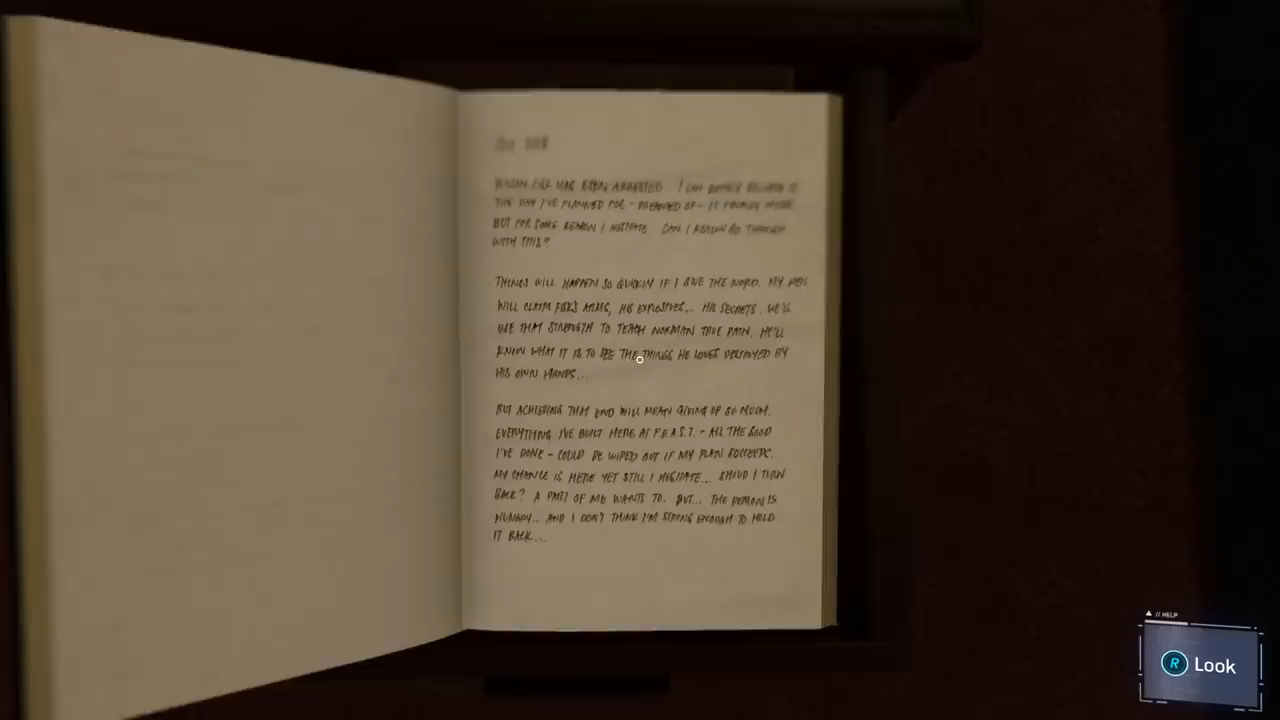 WILSON FISK HAS BEEN ARRESTED. I CAN BARELY BELIEVE IT.
THE DAY I'VE PLANNED FOR - DREAMED OF - IS FINALLY HERE.
BUT FOR SOME REASON I HESITATE. CAN I REALLY GO THROUGH
WITH THIS?
THINGS WILL HAPPEN SO QUICKLY IF I GIVE THE WORD. MY MEN
WILL CLAIM FISK'S ARMS, HIS EXPLOSIVES... HIS SECRETS. WE'LL
USE THAT STRENGTH TO TEACH NORMAN TRUE PAIN. HE'LL
KNOW WHAT IT IS TO SEE THE THINGS HE LOVES DESTROYED BY
HIS OWN HANDS...
BUT ACHIEVING THAT END WILL MEAN GIVING UP SO MUCH.
EVERYTHING I'VE BUILT HERE AT F.E.A.S.T. - ALL THE GOOD
I'VE DONE - COULD BE WIPED OUT IF MY PLAN SUCCEEDS.
MY CHANCE IS HERE YET STILL I HESITATE... SHOULD I TURN
BACK? A PART OF ME WANTS TO. BUT... THE DEMON IS
HUNGRY... AND I DON'T THINK I'M STRONG ENOUGH TO HOLD
IT BACK...
// HELP
R Look